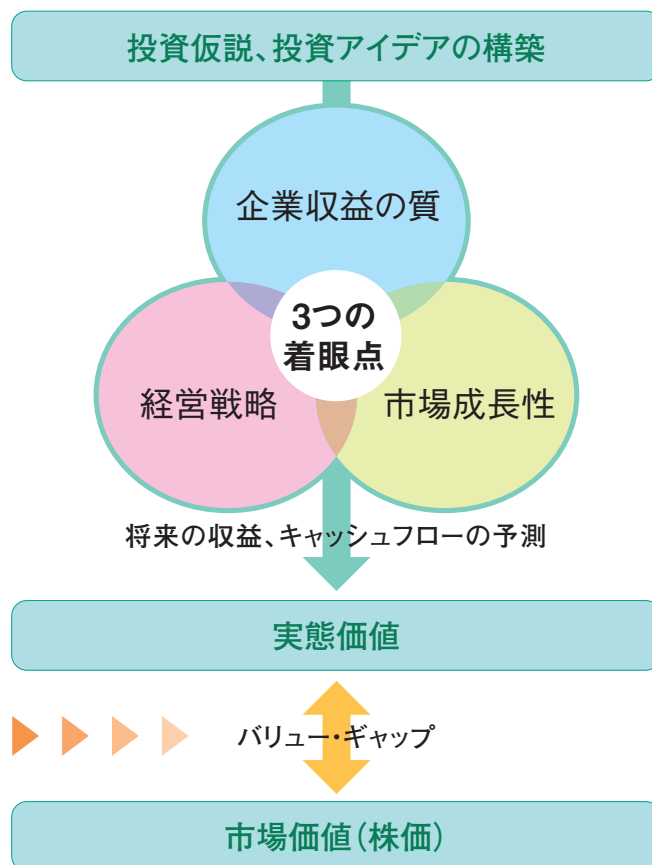 投資仮説、投資アイデアの構築
企業収益の質
3つの
着眼点
経営戦略
市場成長性
将来の収益、キャッシュフローの予測
実態価値
バリュー・ギャップ
市場価値(株価)